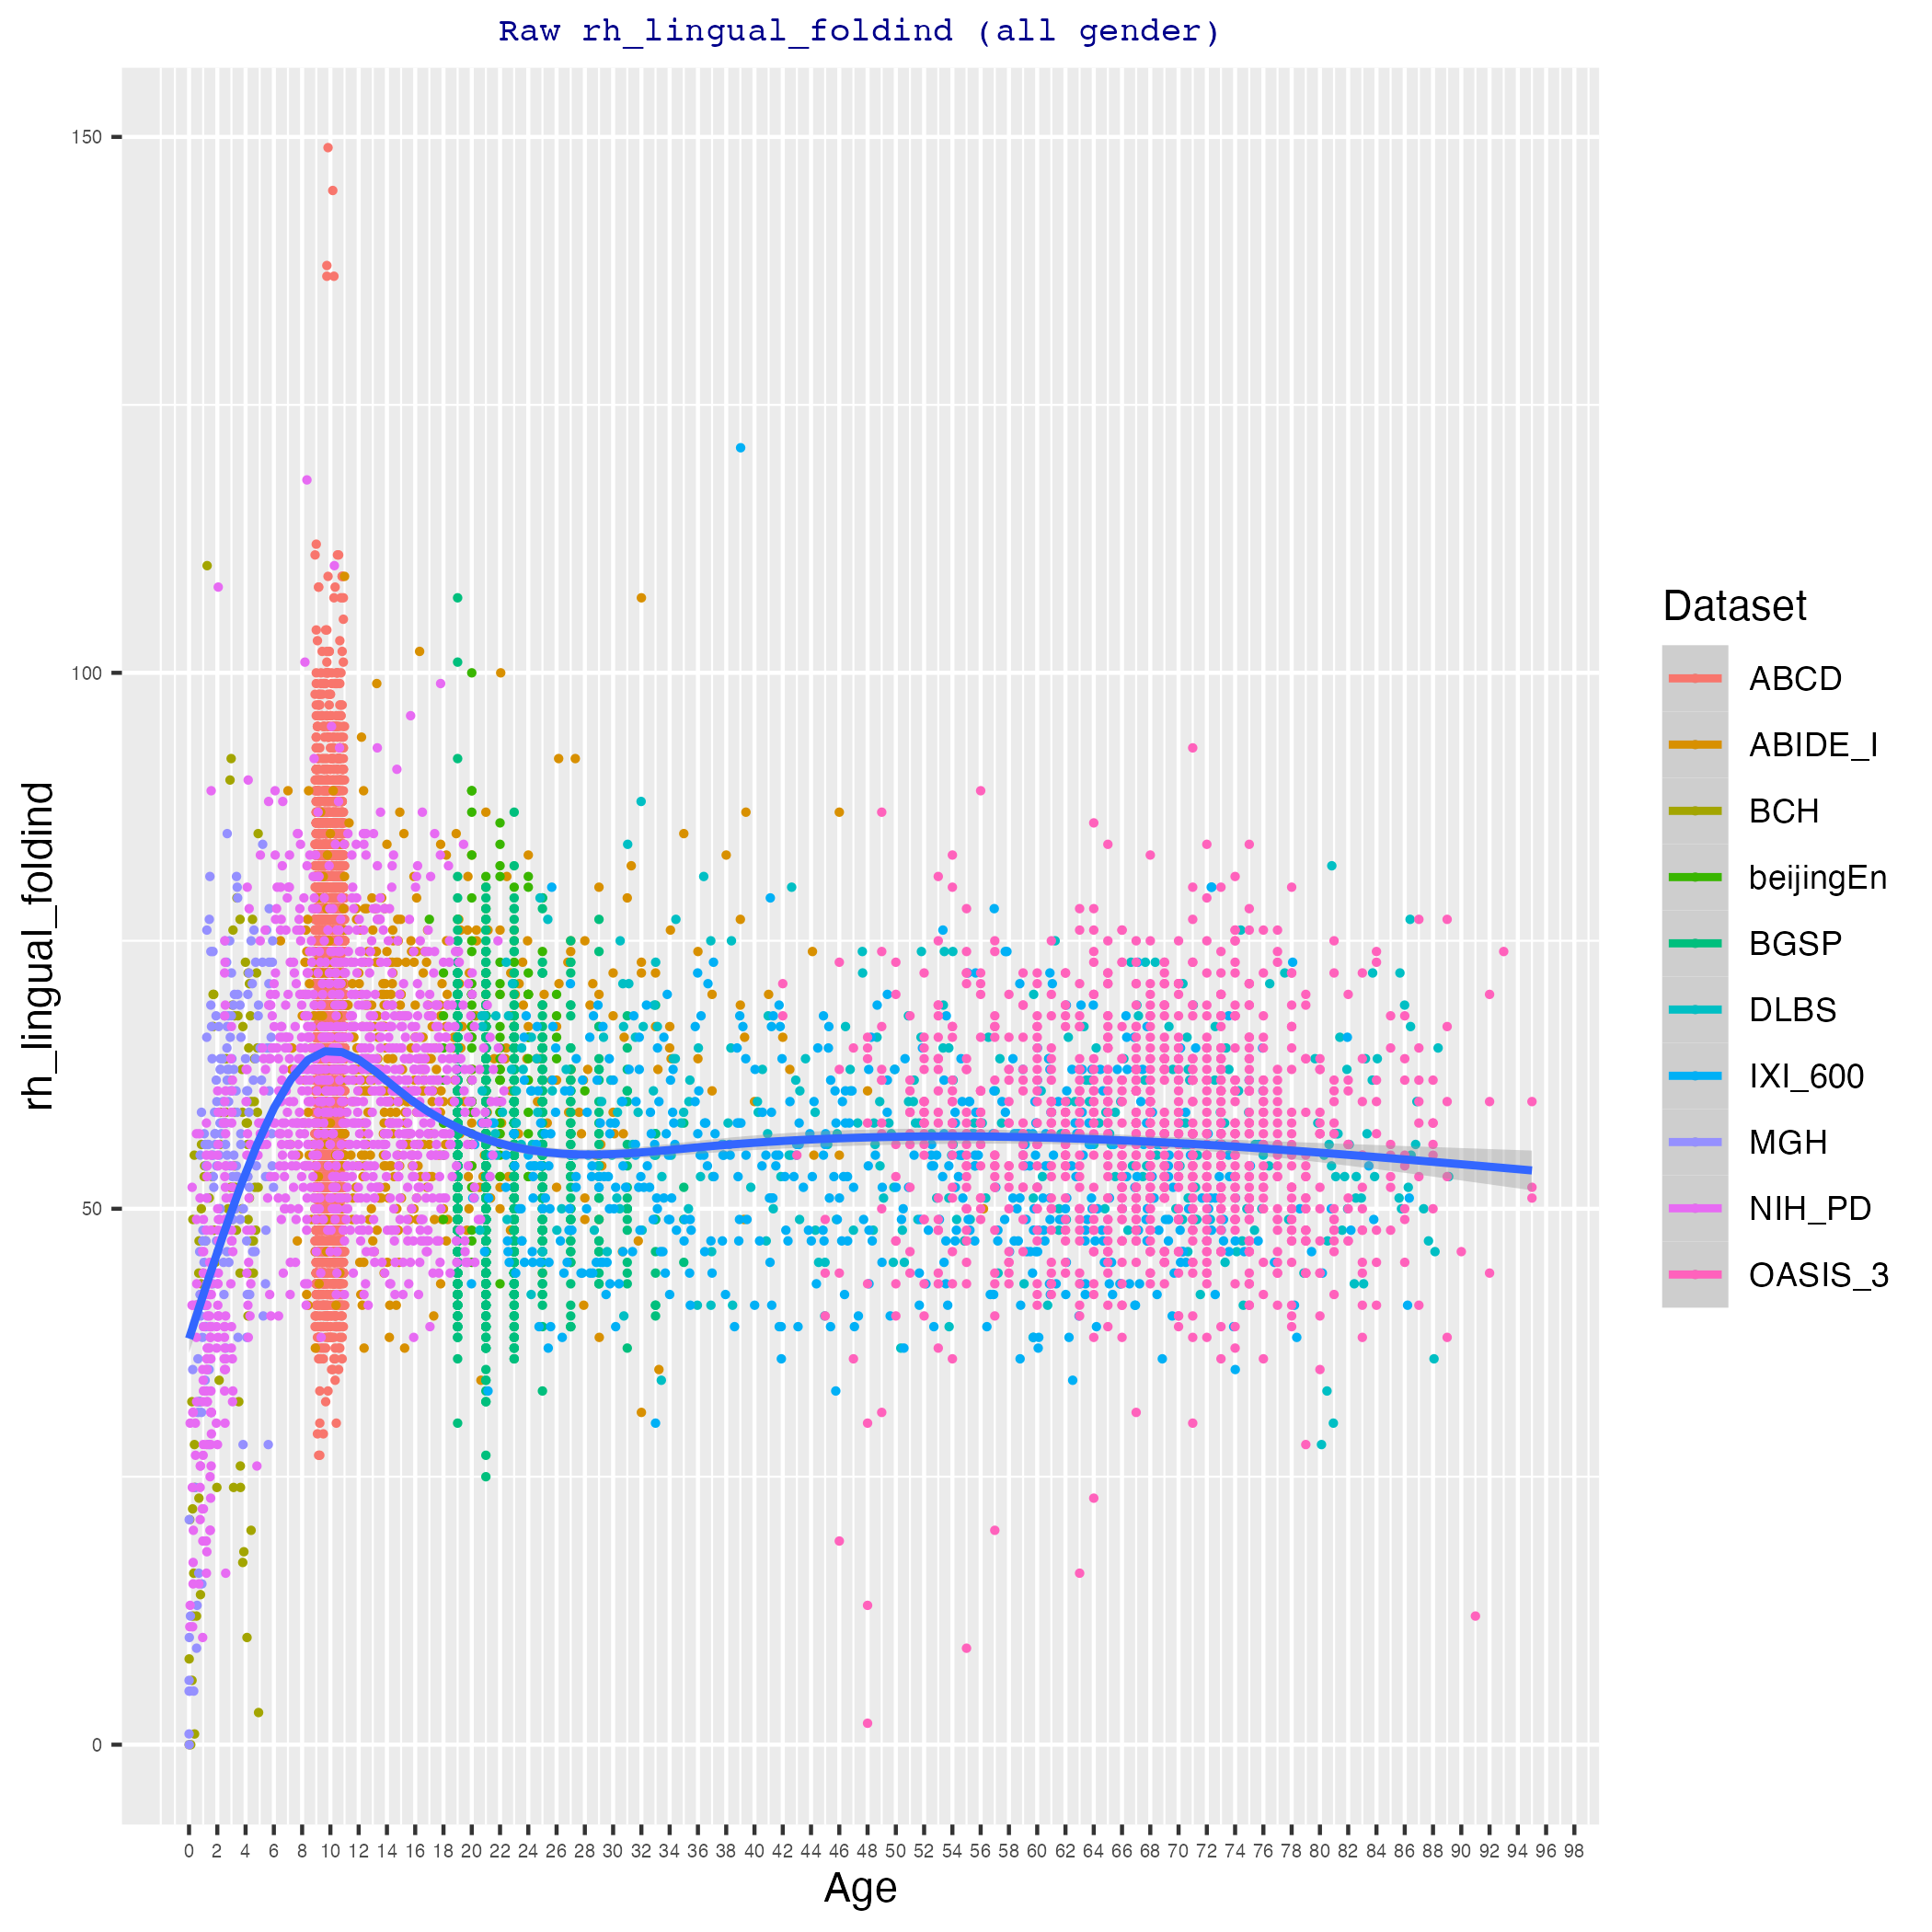 Raw rh_lingual_foldind (all gender)
rh_lingual_foldind
150
100
50
0
0 2 4 6 8 10 12 14 16 18 20 22 24 26 28 30 32 34 36 38 40 42 44 46 48 50 52 54 56 58 60 62 64 66 68 70 72 74 76 78 80 82 84 86 88 90 92 94 96 98
Age
Dataset
ABCD
ABIDE_I
BCH
beijingEn
BGSP
DLBS
IXI_600
MGH
NIH_PD
OASIS_3